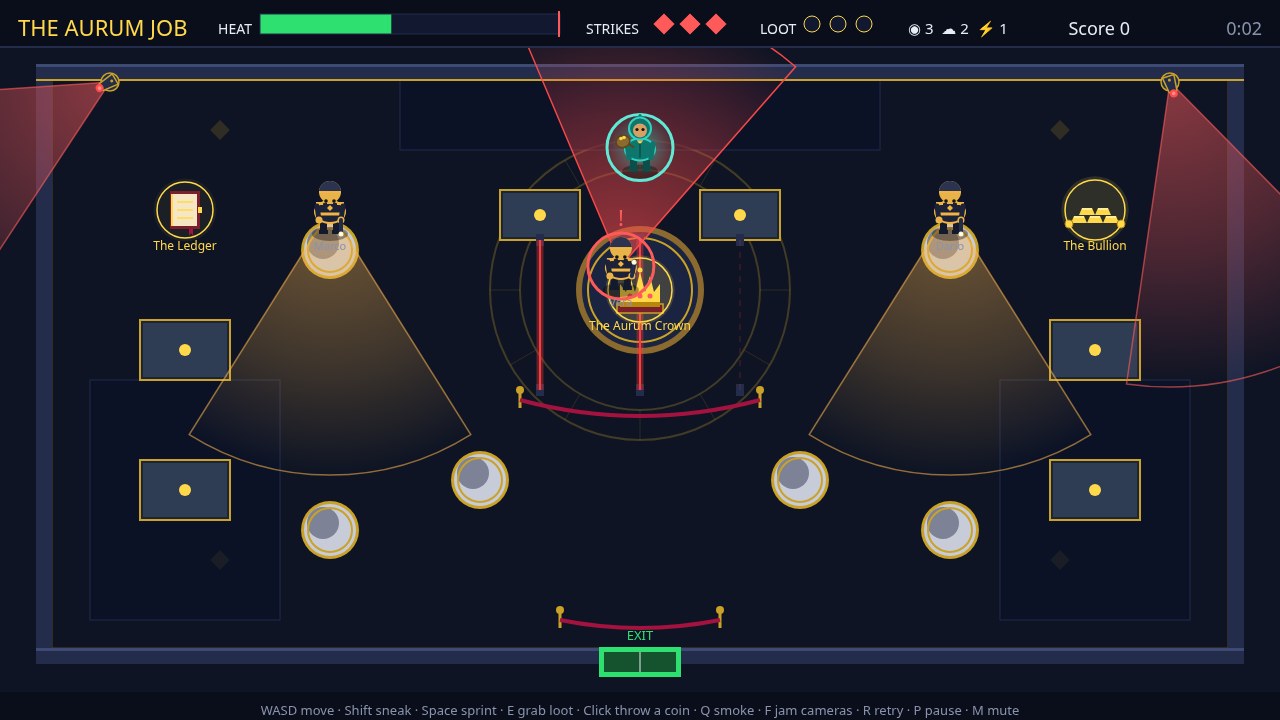 THE AURUM JOB
HEAT
STRIKES
LOOT
◉ 3 ☁ 2 ⚡ 1
Score 0
0:02
!
The Ledger
The Bullion
The Aurum Crown
EXIT
WASD move · Shift sneak · Space sprint · E grab loot · Click throw a coin · Q smoke · F jam cameras · R retry · P pause · M mute